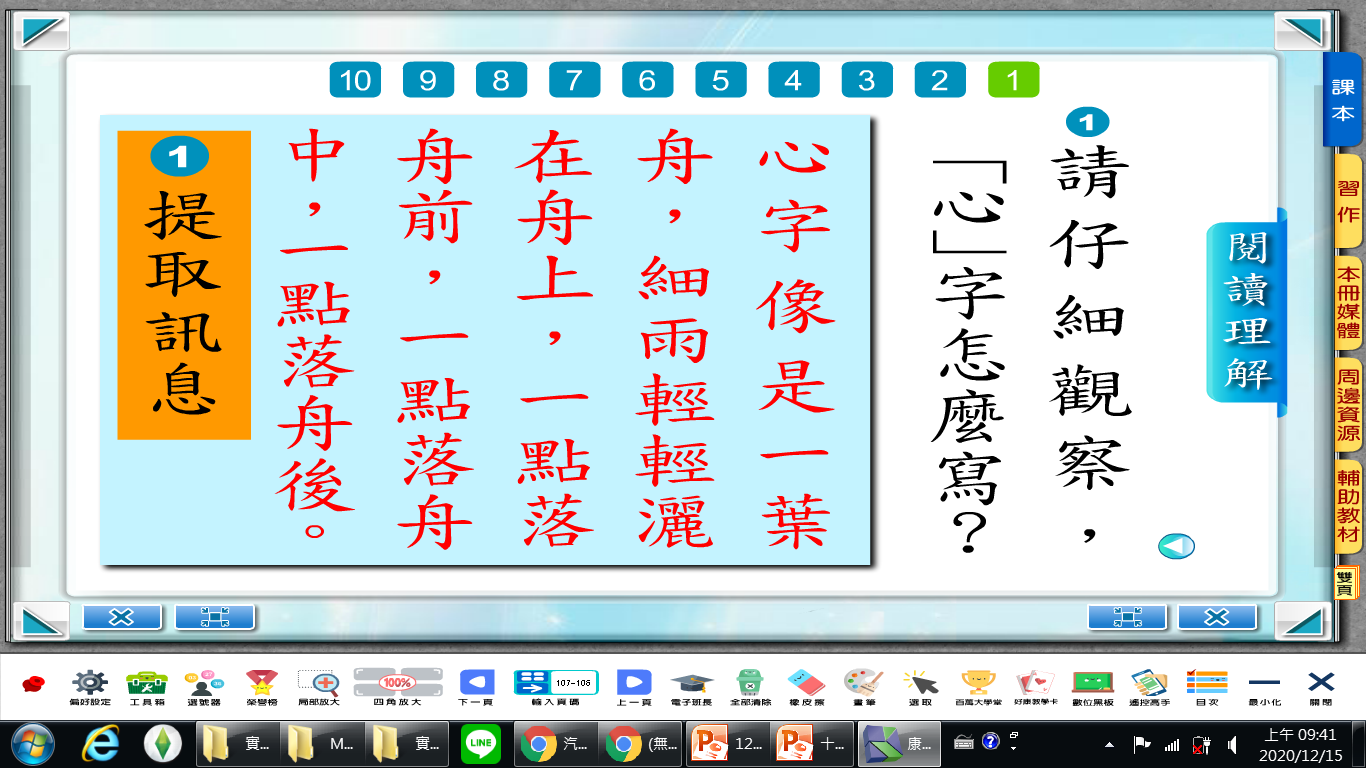 10 9 8 7 6 5 4 3 2 1
閱讀理解
1請仔細觀察，
「心」字怎麼寫？
心字像是一葉
舟，細雨輕輕灑
在舟上，一點落
舟前，一點落舟
中，一點落舟後。
1提取訊息
課本
習作
本冊媒體
周邊資源
輔助教材
雙頁
偏好設定
工具箱
選號器
榮譽榜
局部放大
100%
四角放大
下一頁
107-108
輸入頁碼
上一頁
電子班長
全部清除
橡皮擦
畫筆
選取
百萬大學堂
好康教學卡
數位黑板
遙控高手
目次
最小化
關閉
實...
M...
實...
LINE
汽...
(無...
12...
十...
康...
上午 09:41
2020/12/15